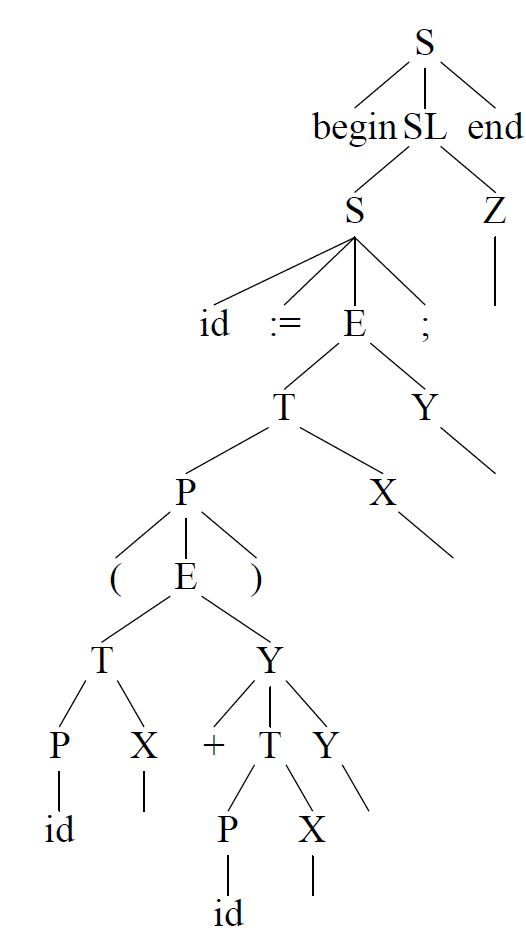 S
begin SL end
S Z
id := E ;
T Y
P X
( E )
T Y
P X + T Y
id P X
id